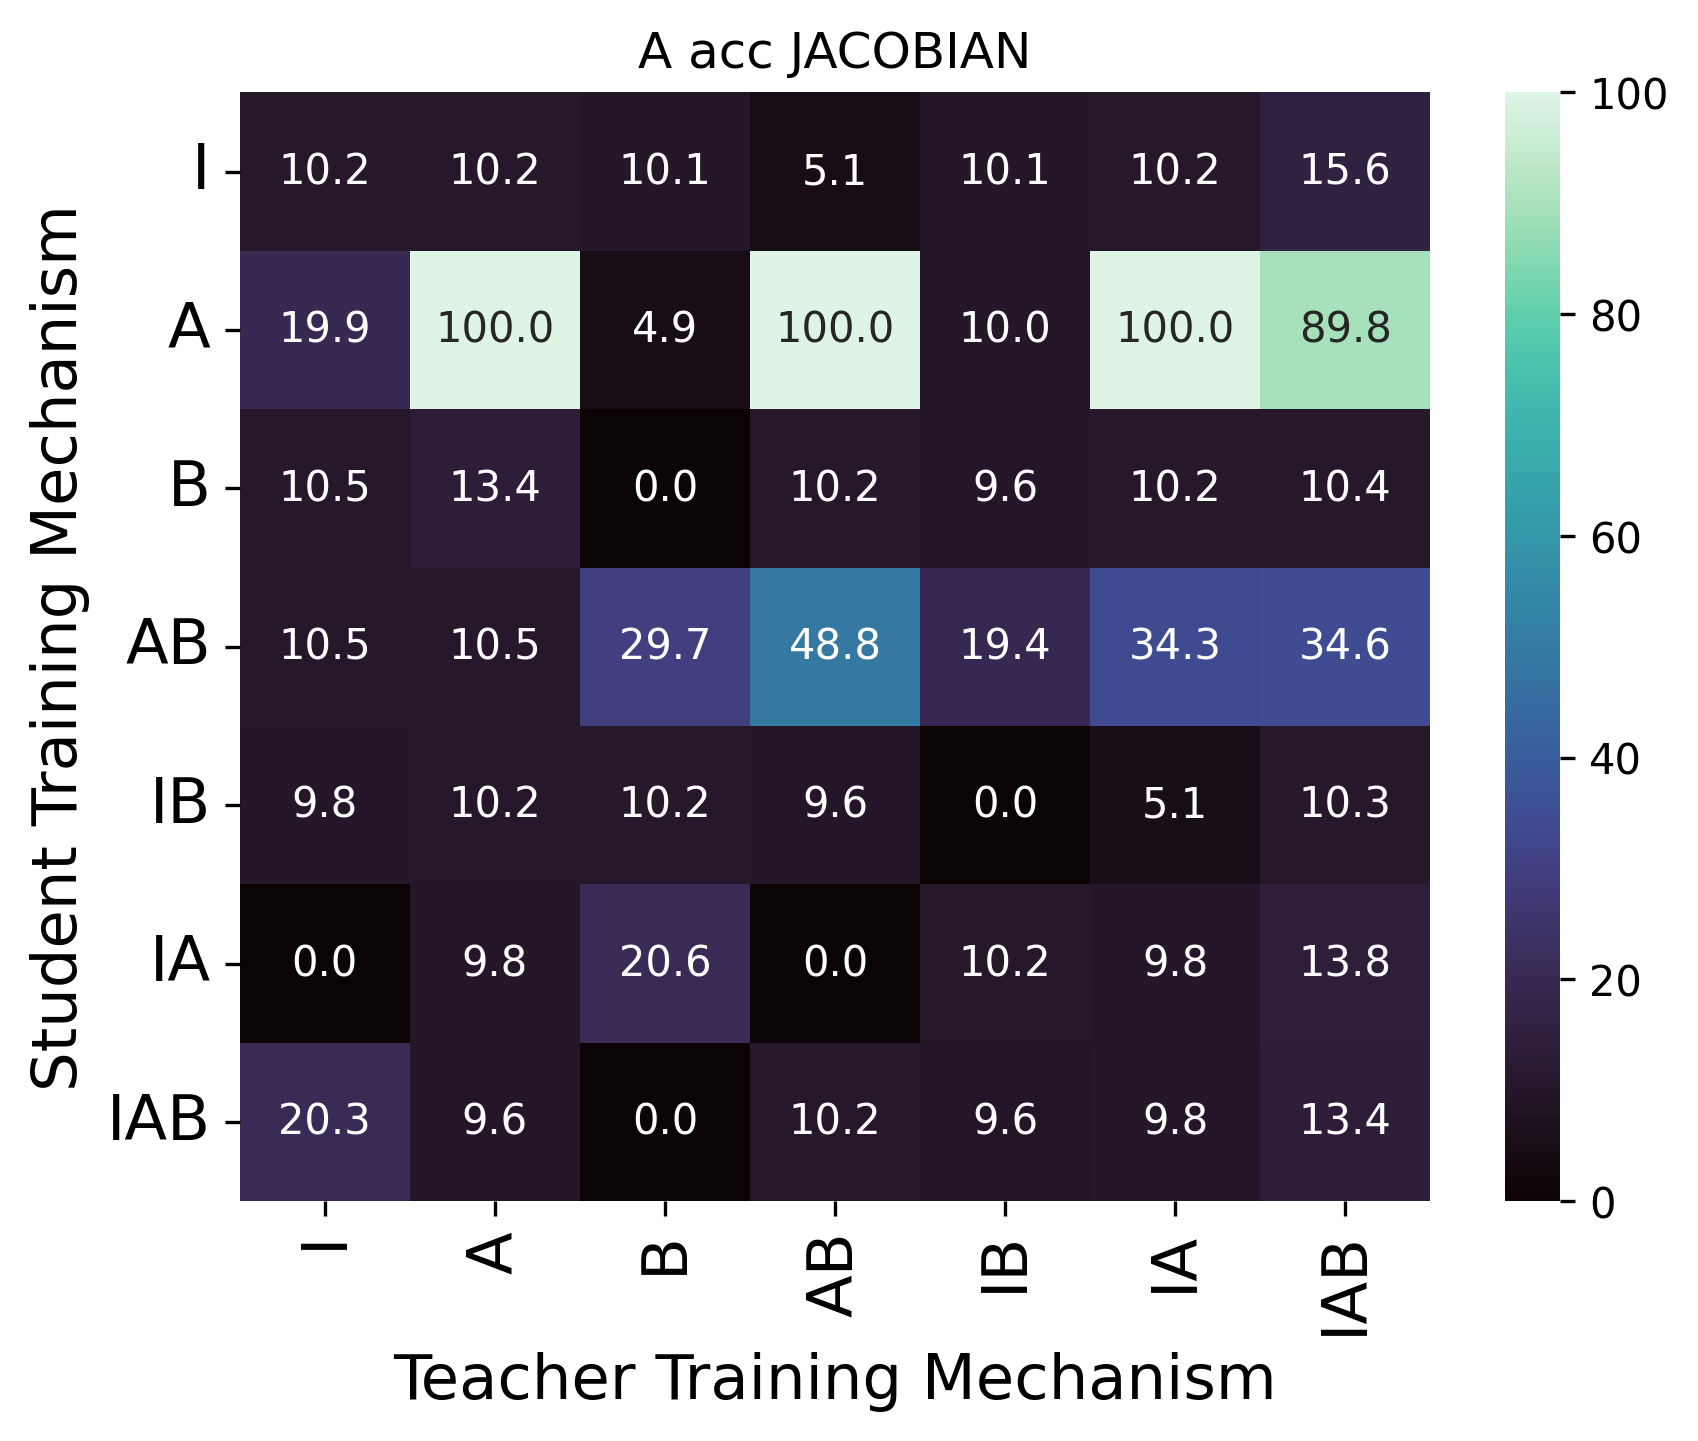 A acc JACOBIAN
I 10.2 10.2 10.1 5.1 10.1 10.2 15.6
A 19.9 100.0 4.9 100.0 10.0 100.0 89.8
B 10.5 13.4 0.0 10.2 9.6 10.2 10.4
AB 10.5 10.5 29.7 48.8 19.4 34.3 34.6
IB 9.8 10.2 10.2 9.6 0.0 5.1 10.3
IA 0.0 9.8 20.6 0.0 10.2 9.8 13.8
IAB 20.3 9.6 0.0 10.2 9.6 9.8 13.4
I A B AB IB IA IAB
Teacher Training Mechanism
Student Training Mechanism
100
80
60
40
20
0